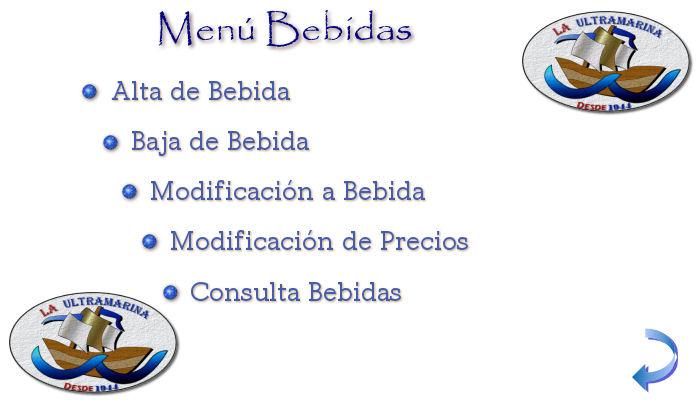 Menú Bebidas
LA ULTRAMARINA
DESDE 1944
Alta de Bebida
Baja de Bebida
Modificación a Bebida
Modificación de Precios
Consulta Bebidas
LA ULTRAMARINA
DESDE 1944